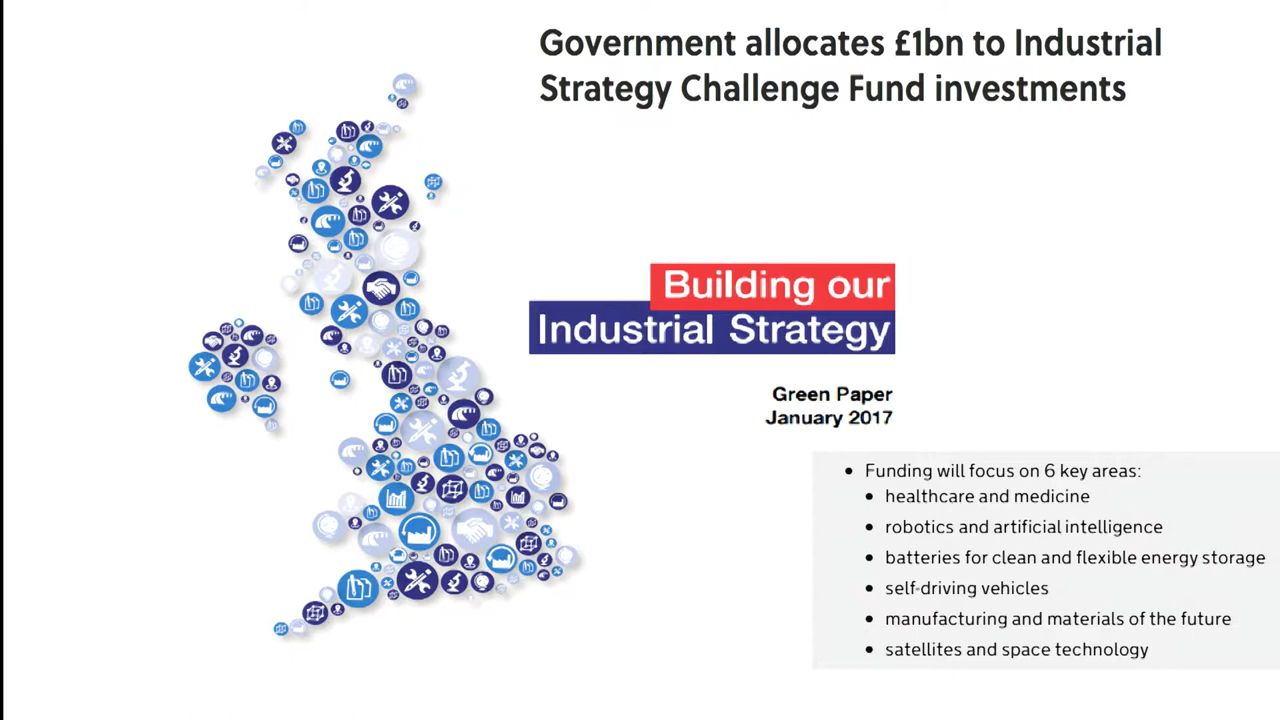 Government allocates £1bn to Industrial
Strategy Challenge Fund investments
Building our
Industrial Strategy
Green Paper
January 2017
• Funding will focus on 6 key areas:
• healthcare and medicine
• robotics and artificial intelligence
• batteries for clean and flexible energy storage
• self-driving vehicles
• manufacturing and materials of the future
• satellites and space technology